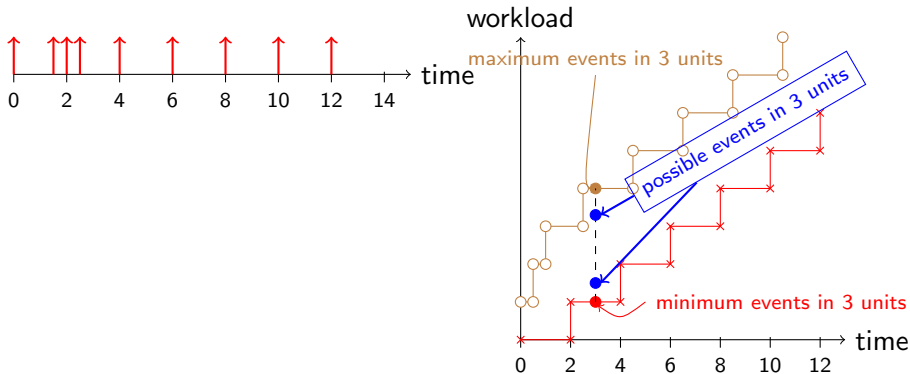 time
0 2 4 6 8 10 12 14
workload
maximum events in 3 units
possible events in 3 units
minimum events in 3 units
time
0 2 4 6 8 10 12